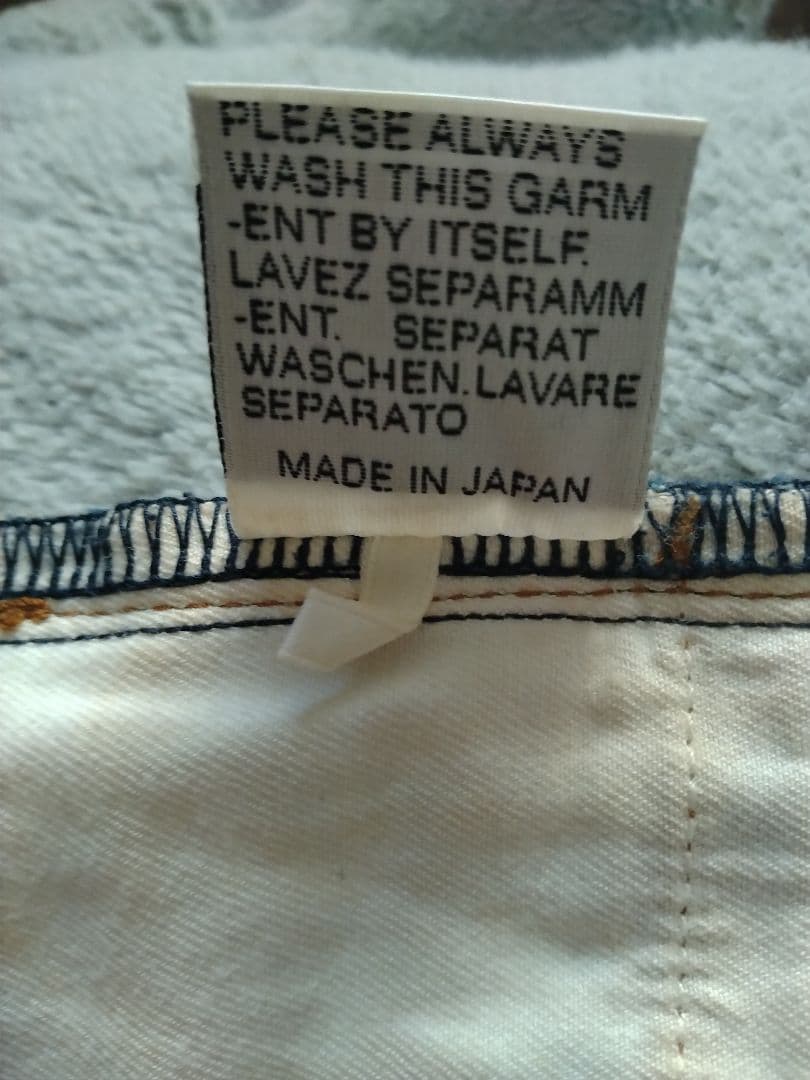 PLEASE ALWAYS
WASH THIS GARM
-ENT BY ITSELF.
LAVEZ SEPARAMM
-ENT. SEPARAT
WASCHEN.LAVARE
SEPARATO
MADE IN JAPAN